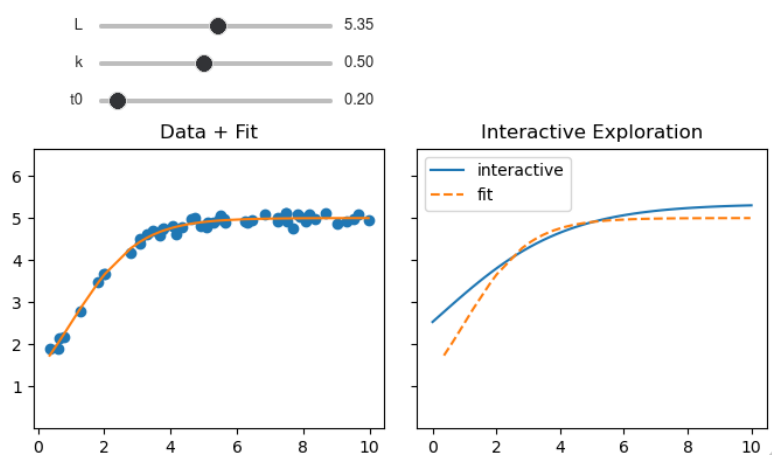 L 5.35
k 0.50
t0 0.20
Data + Fit
Interactive Exploration
6
5
4
3
2
1
0 2 4 6 8 10
interactive
fit
0 2 4 6 8 10